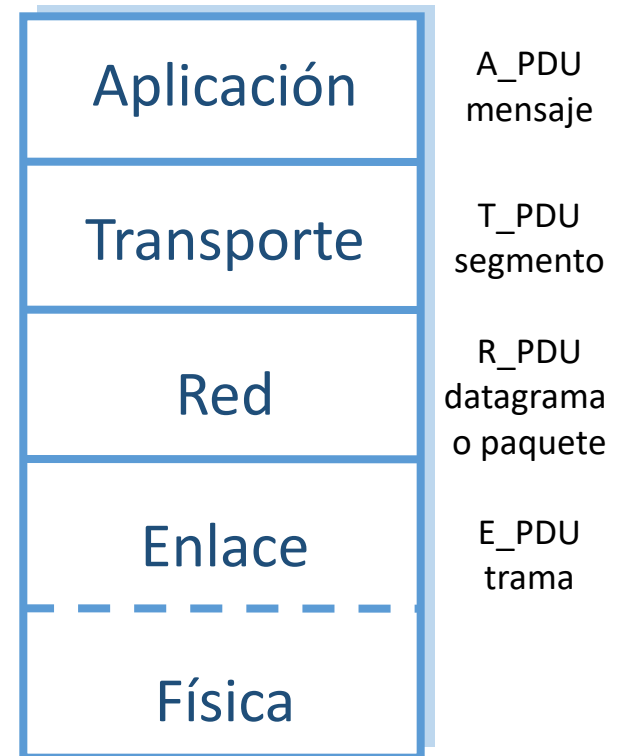 Aplicación
A_PDU
mensaje
Transporte
T_PDU
segmento
Red
R_PDU
datagrama
o paquete
Enlace
E_PDU
trama
Física